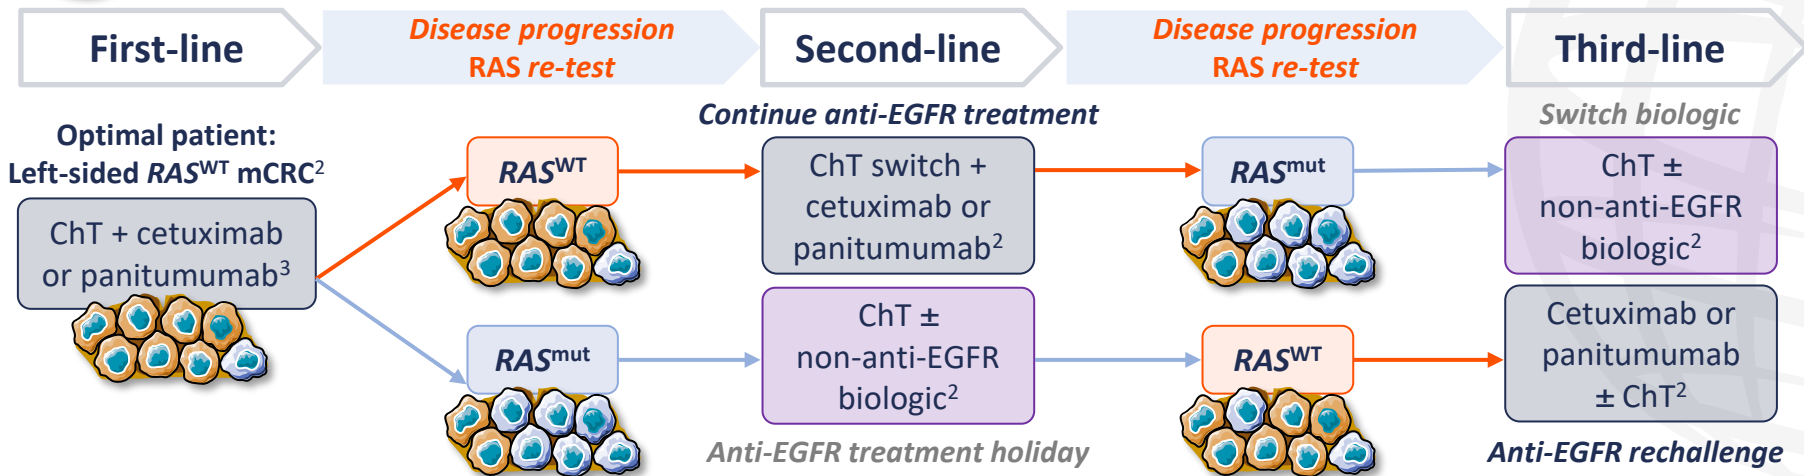 First-line
Disease progression
RAS re-test
Second-line
Disease progression
RAS re-test
Third-line
Optimal patient:
Left-sided RASWT mCRC2
ChT + cetuximab
or panitumumab3
RASWT
RASmut
Continue anti-EGFR treatment
ChT switch +
cetuximab or
panitumumab2
ChT ±
non-anti-EGFR
biologic2
Anti-EGFR treatment holiday
RASmut
RASWT
Switch biologic
ChT ±
non-anti-EGFR
biologic2
Cetuximab or
panitumumab
± ChT2
Anti-EGFR rechallenge